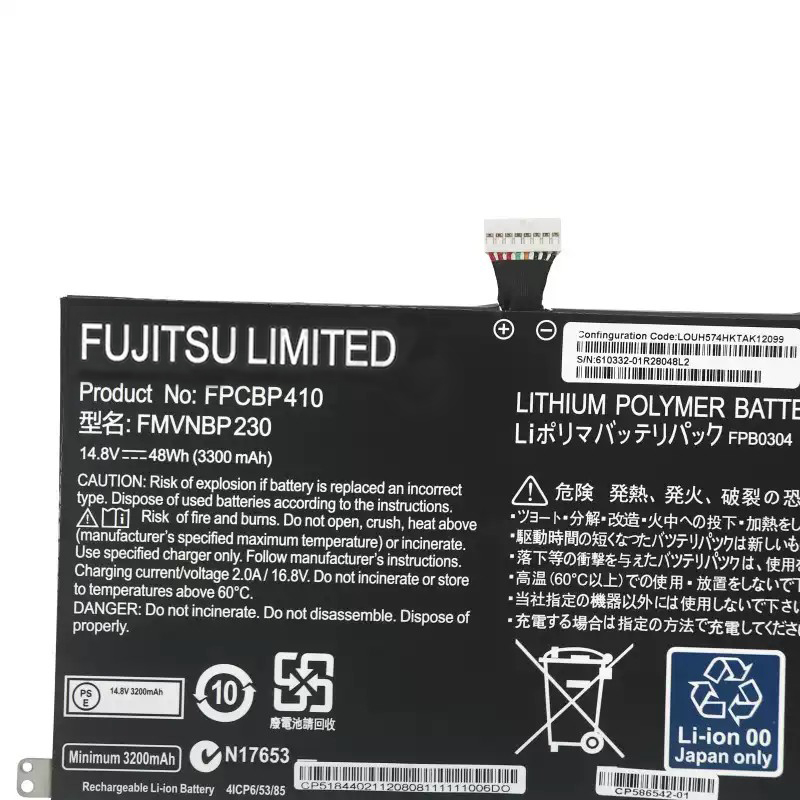 FUJITSU LIMITED
Product No: FPCBP410
型名: FMVNBP230
14.8V⎓48Wh (3300 mAh)
CAUTION: Risk of explosion if battery is replaced an incorrect
type. Dispose of used batteries according to the instructions.
Risk of fire and burns. Do not open, crush, heat above
(manufacturer's specified maximum temperature) or incinerate.
Use specified charger only. Follow manufacturer's instructions.
Charging current/voltage 2.0A / 16.8V. Do not incinerate or store
to temperatures above 60°C.
DANGER: Do not incinerate. Do not disassemble. Dispose of
properly.
PS
E
14.8V 3200mAh
10
廢電池請回收
Minimum 3200mAh
N17653
Rechargeable Li-ion Battery 4ICP6/53/85
CP51844021120808111111006DO
+ −
Confinguration Code:LOUH574HKTAK12099
S/N:610332-01R28048L2
LITHIUM POLYMER BATTE
Liポリマバッテリパック FPB0304
危険 発熱、発火、破裂の恐
・ツョート・分解・改造・火中への投下・加熱をし
・駆動時間の短くなったバッテリパックは新しいも
・落下等の衝撃を与えたバッテリパックは、使用を
・高温(60°C以上)での使用・放置をしないで下
・当社指定の機器以外には使用しないで下さい
・充電する場合は指定の方法で充電してくださ
Li-ion 00
Japan only
CP586542-01